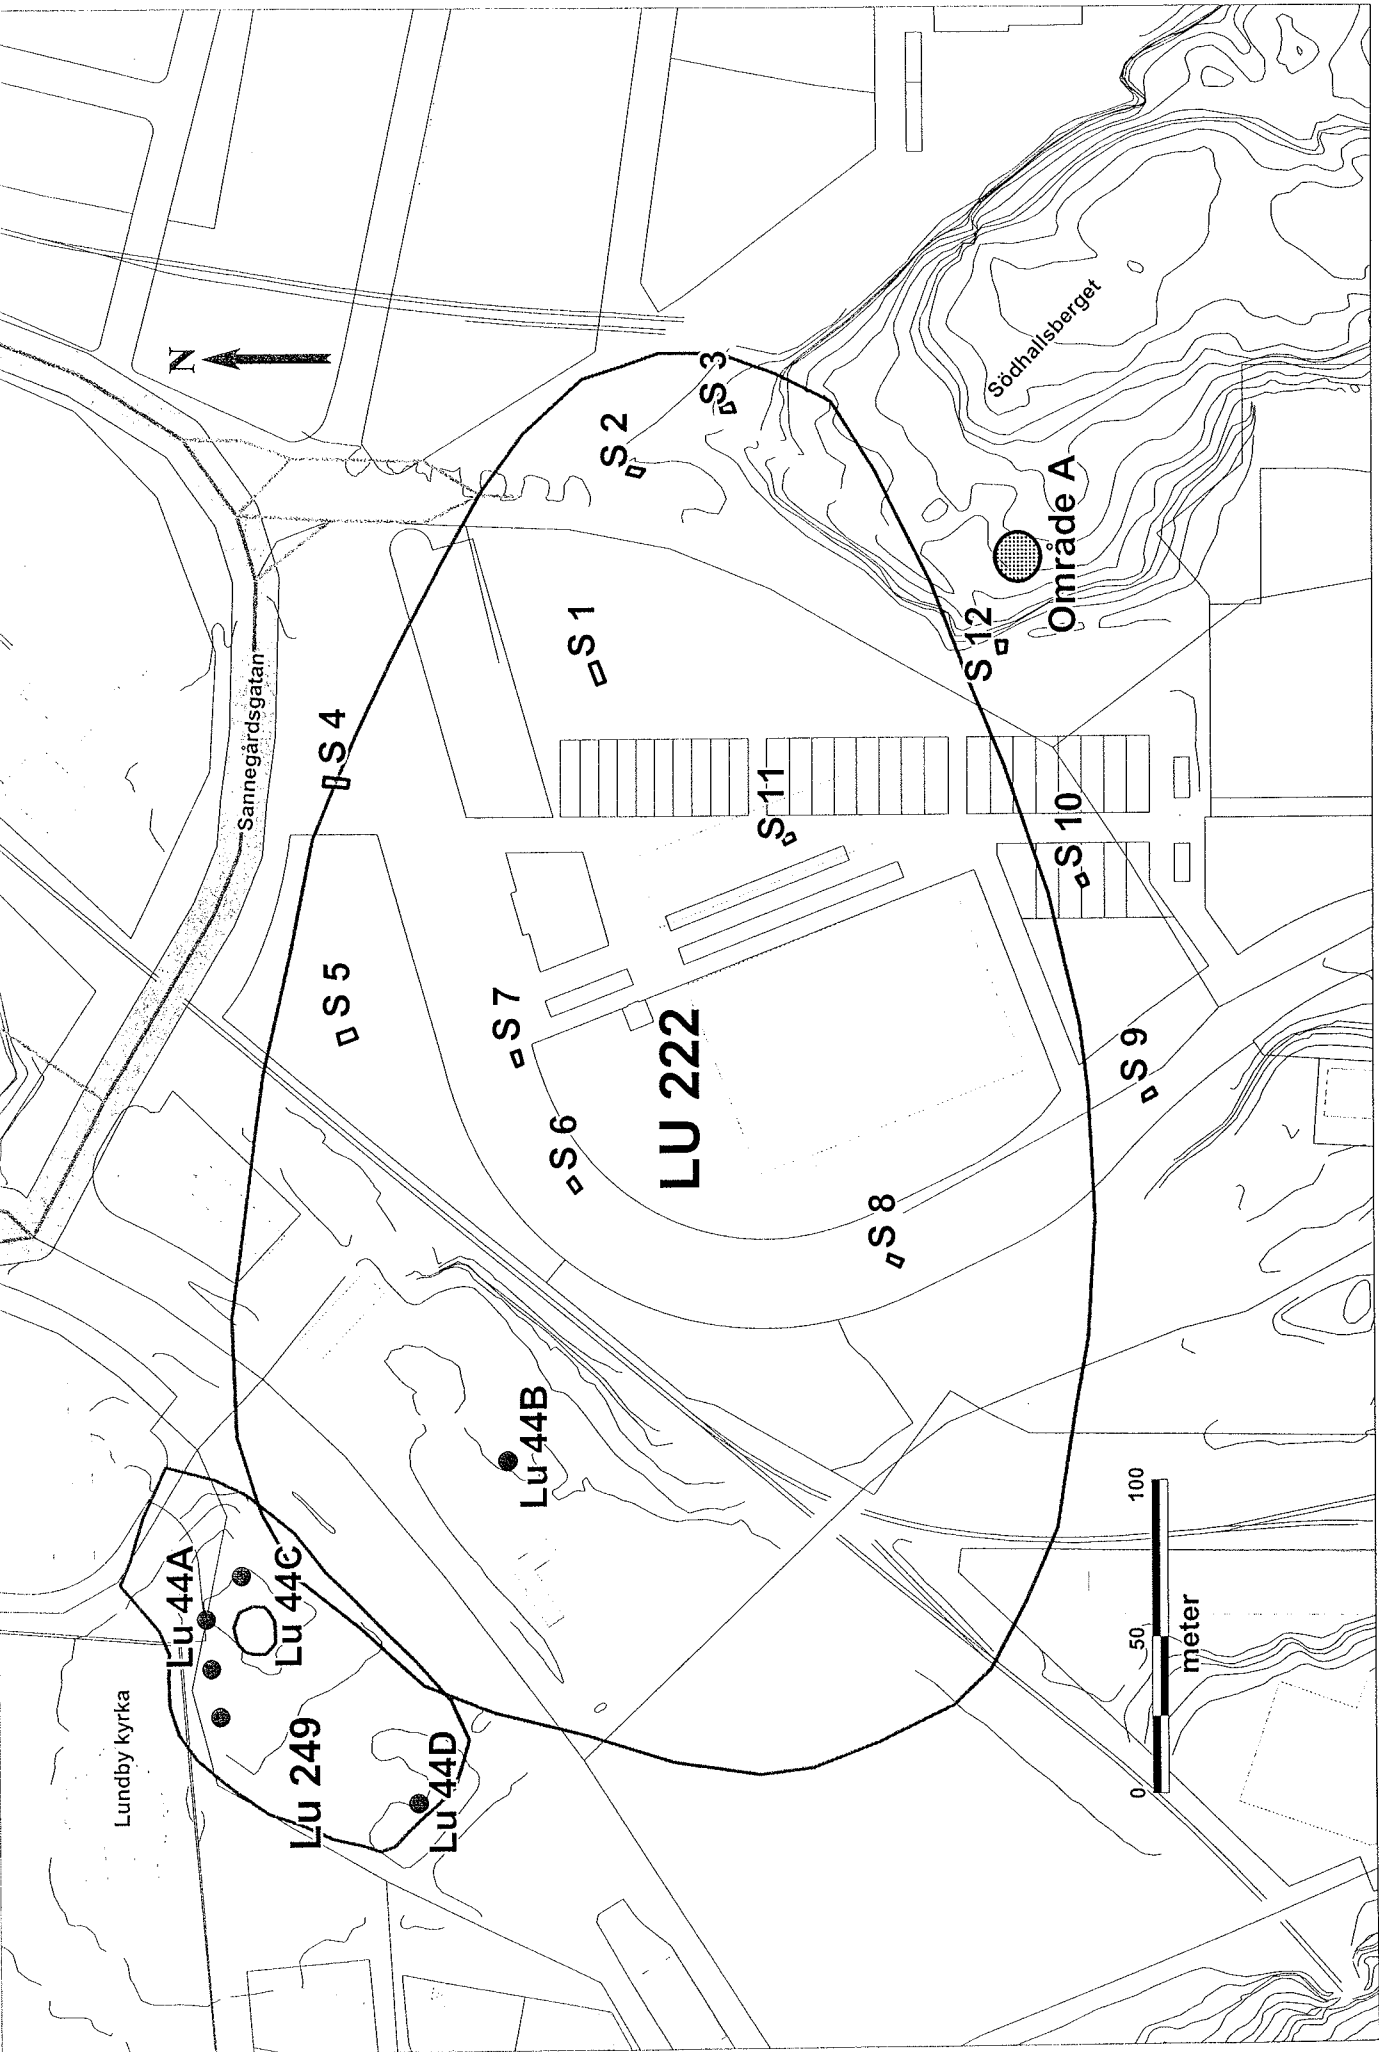 Lundby kyrka
Lu 44A
Lu 44C
Lu 249
Lu 44D
Lu 44B
Sannegårdsgatan
N
S 5
S 4
S 7
S 6
S 1
S 2
S 3
LU 222
S 11
S 8
S 12
Område A
Södhallsberget
S 10
S 9
0
50
100
meter